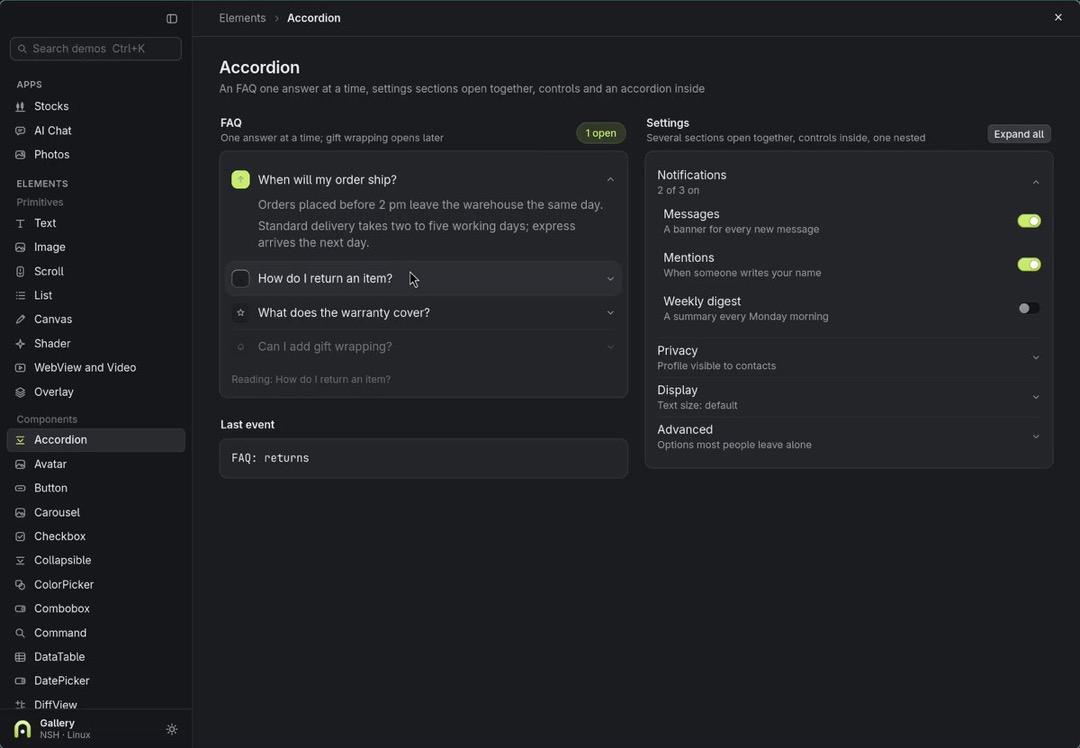 Elements › Accordion
Search demos Ctrl+K
APPS
Stocks
AI Chat
Photos
ELEMENTS
Primitives
Text
Image
Scroll
List
Canvas
Shader
WebView and Video
Overlay
Components
Accordion
Avatar
Button
Carousel
Checkbox
Collapsible
ColorPicker
Combobox
Command
DataTable
DatePicker
DiffView
Gallery
NSH · Linux
Accordion
An FAQ one answer at a time, settings sections open together, controls and an accordion inside
FAQ
One answer at a time; gift wrapping opens later
1 open
When will my order ship?
Orders placed before 2 pm leave the warehouse the same day.
Standard delivery takes two to five working days; express
arrives the next day.
How do I return an item?
What does the warranty cover?
Can I add gift wrapping?
Reading: How do I return an item?
Last event
FAQ: returns
Settings
Several sections open together, controls inside, one nested
Expand all
Notifications
2 of 3 on
Messages
A banner for every new message
Mentions
When someone writes your name
Weekly digest
A summary every Monday morning
Privacy
Profile visible to contacts
Display
Text size: default
Advanced
Options most people leave alone